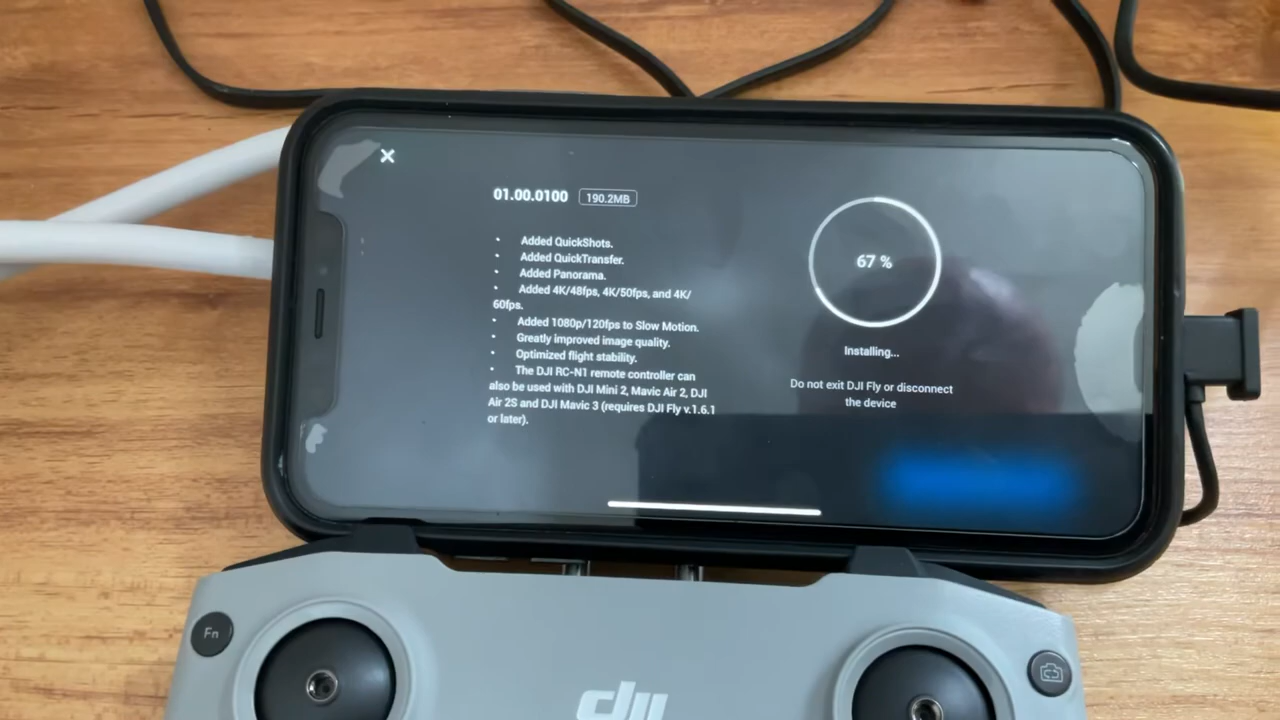 01.00.0100 190.2MB
• Added QuickShots.
• Added QuickTransfer.
• Added Panorama.
• Added 4K/48fps, 4K/50fps, and 4K/
60fps.
• Added 1080p/120fps to Slow Motion.
• Greatly improved image quality.
• Optimized flight stability.
• The DJI RC-N1 remote controller can
also be used with DJI Mini 2, Mavic Air 2, DJI
Air 2S and DJI Mavic 3 (requires DJI Fly v.1.6.1
or later).
67 %
Installing...
Do not exit DJI Fly or disconnect
the device
Fn
dji